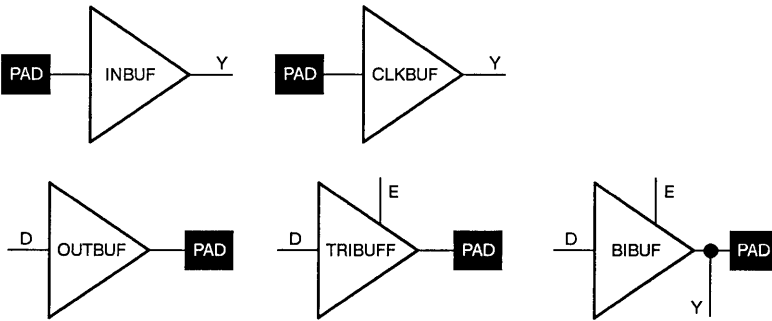 PAD INBUF Y
PAD CLKBUF Y
D OUTBUF PAD
D TRIBUFF E PAD
D BIBUF E PAD
Y